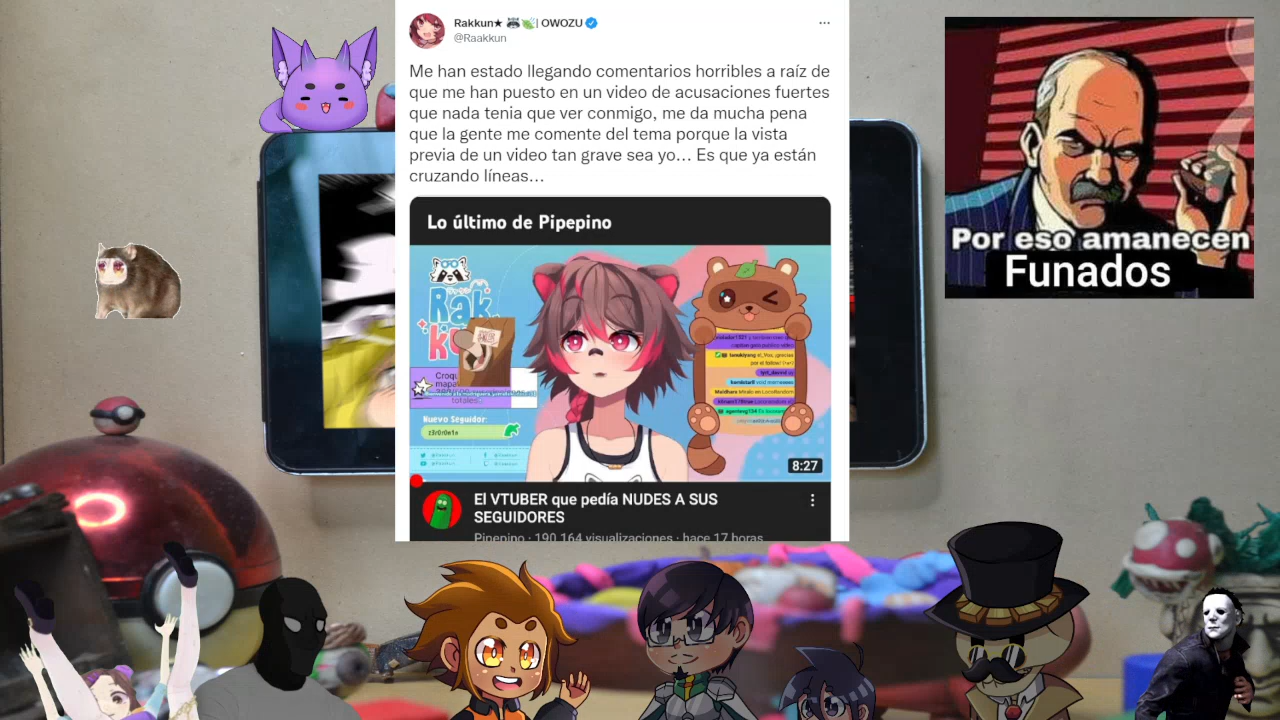 Rakkun★ 🦝🍃| OWOZU
@Raakkun
Me han estado llegando comentarios horribles a raíz de
que me han puesto en un video de acusaciones fuertes
que nada tenia que ver conmigo, me da mucha pena
que la gente me comente del tema porque la vista
previa de un video tan grave sea yo... Es que ya están
cruzando líneas...
Lo último de Pipepino
Rak
Nuevo Seguidor
8:27
El VTUBER que pedía NUDES A SUS
SEGUIDORES
Pipepino · 190.164 visualizaciones · hace 17 horas
Por eso amanecen
Funados